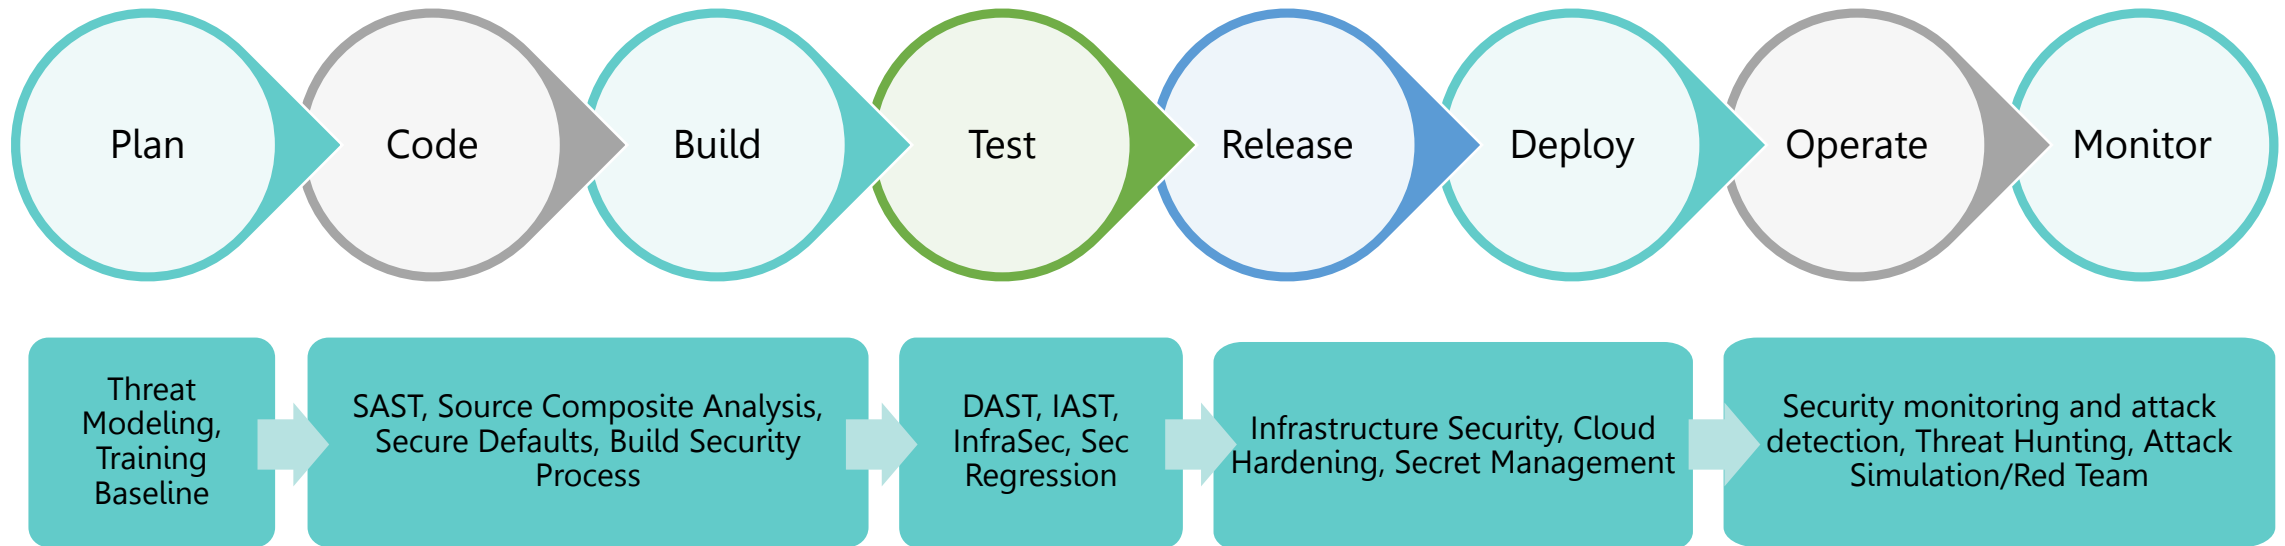 Plan
Code
Build
Test
Release
Deploy
Operate
Monitor
Threat
Modeling,
Training
Baseline
SAST, Source Composite Analysis,
Secure Defaults, Build Security
Process
DAST, IAST,
InfraSec, Sec
Regression
Infrastructure Security, Cloud
Hardening, Secret Management
Security monitoring and attack
detection, Threat Hunting, Attack
Simulation/Red Team